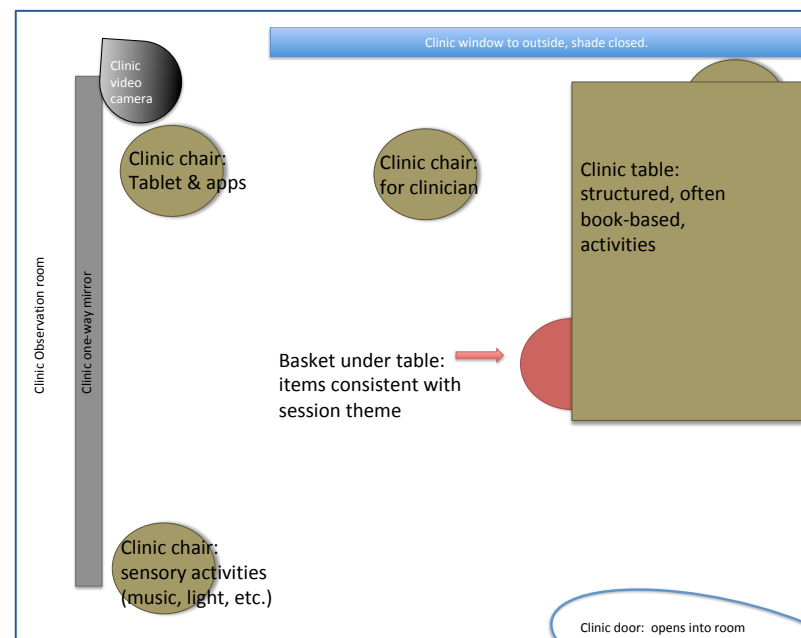 Clinic window to outside, shade closed.
Clinic
video
camera
Clinic chair:
Tablet & apps
Clinic chair:
for clinician
Clinic table:
structured, often
book-based,
activities
Clinic Observation room
Clinic one-way mirror
Basket under table:
items consistent with
session theme
Clinic chair:
sensory activities
(music, light, etc.)
Clinic door: opens into room